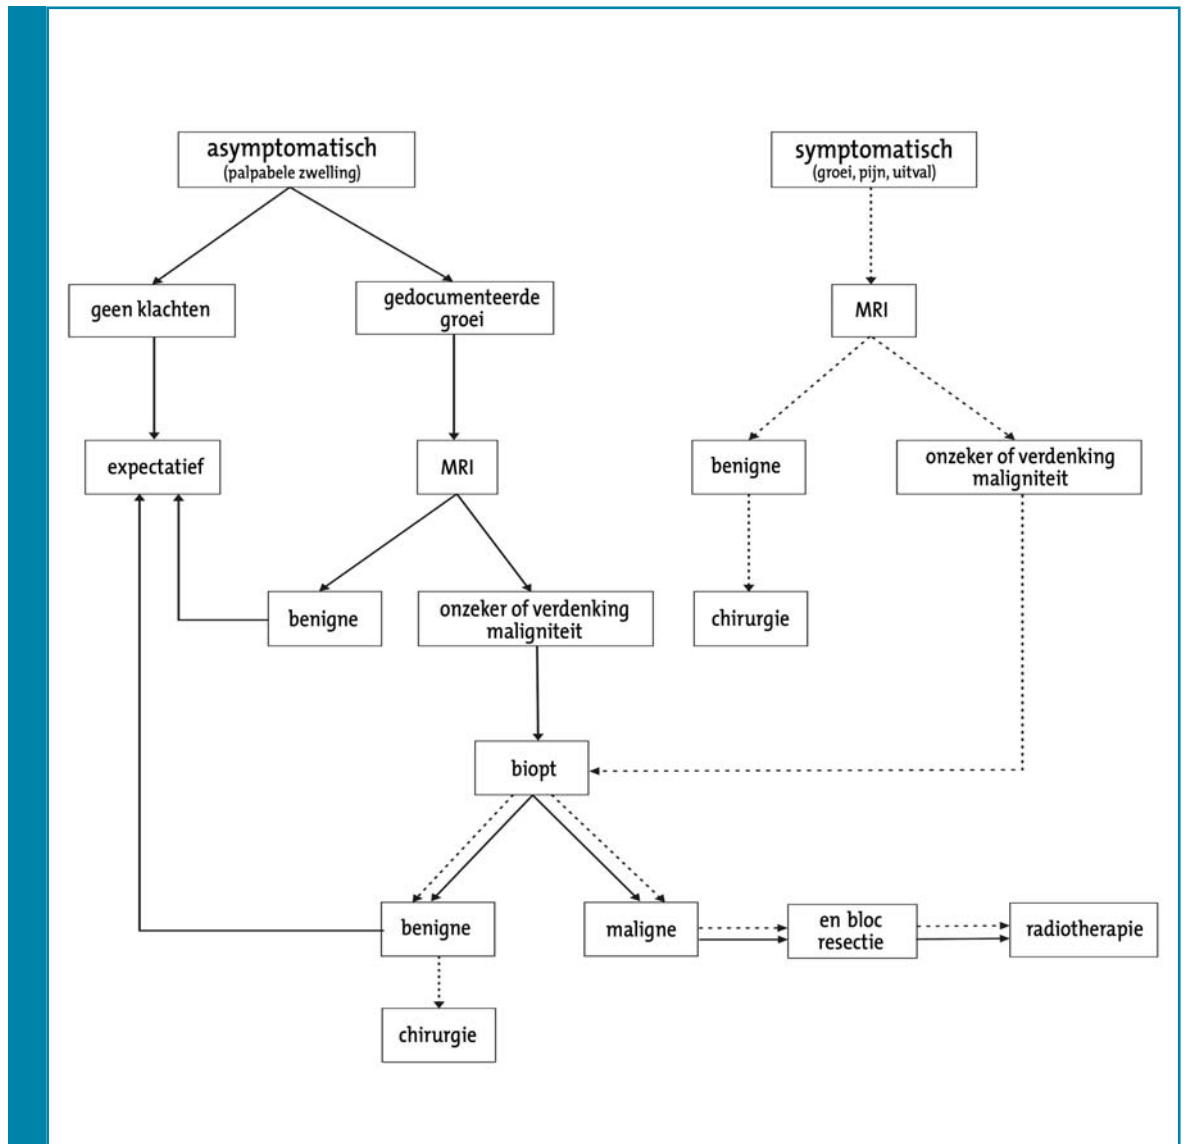 asymptomatisch
(palpabele zwelling)
symptomatisch
(groei, pijn, uitval)
geen klachten
gedocumenteerde
groei
MRI
expectatief
MRI
benigne
onzeker of verdenking
maligniteit
benigne
onzeker of verdenking
maligniteit
chirurgie
biopt
benigne
maligne
en bloc
resectie
radiotherapie
chirurgie